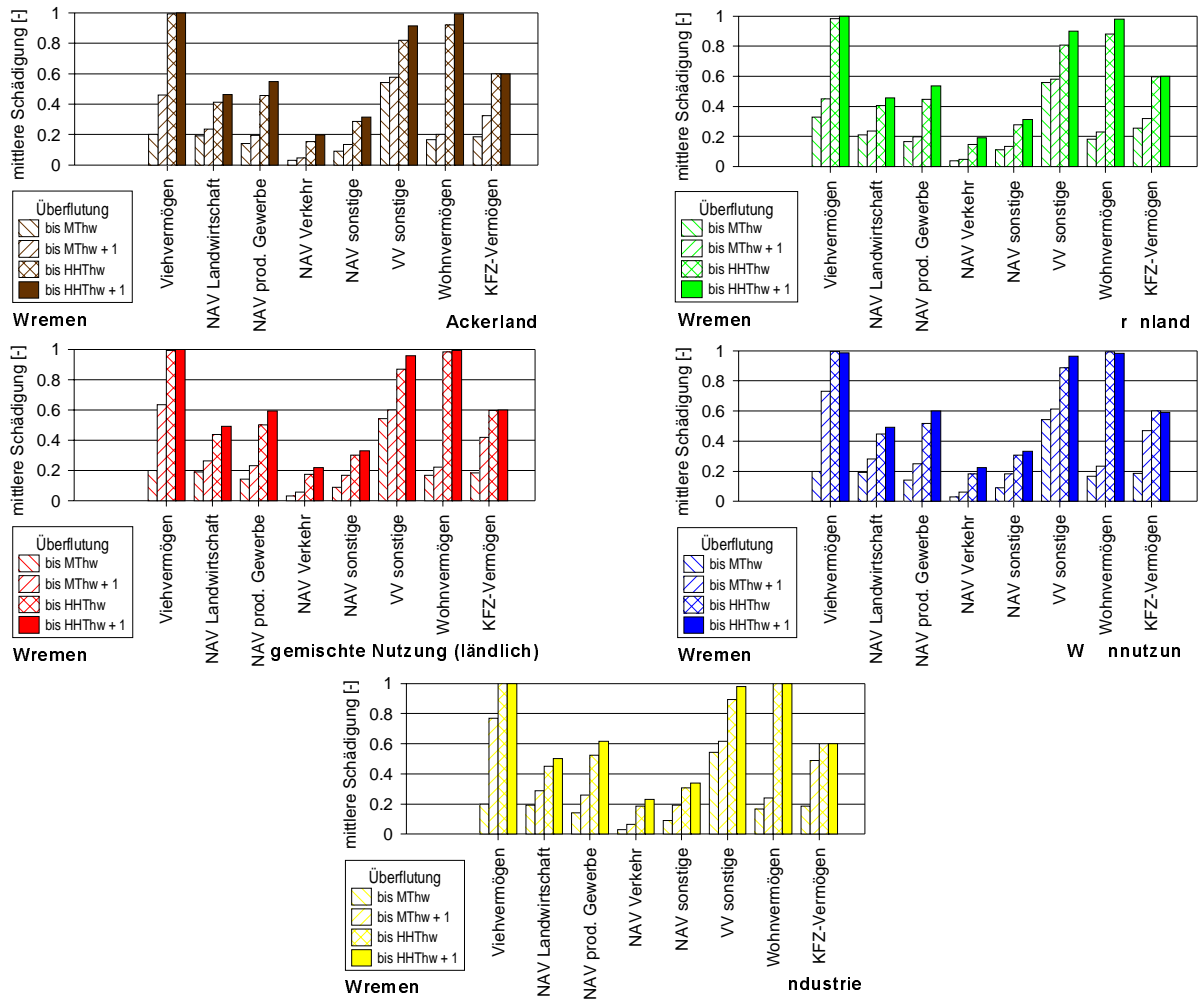 mittlere Schädigung [-]
1
0.8
0.6
0.4
0.2
0
Viehvermögen
NAV Landwirtschaft
NAV prod. Gewerbe
NAV Verkehr
NAV sonstige
VV sonstige
Wohnvermögen
KFZ-Vermögen
Überflutung
bis MThw
bis MThw + 1
bis HHThw
bis HHThw + 1
Wremen
Ackerland
mittlere Schädigung [-]
1
0.8
0.6
0.4
0.2
0
Viehvermögen
NAV Landwirtschaft
NAV prod. Gewerbe
NAV Verkehr
NAV sonstige
VV sonstige
Wohnvermögen
KFZ-Vermögen
Überflutung
bis MThw
bis MThw + 1
bis HHThw
bis HHThw + 1
Wremen
r nland
mittlere Schädigung [-]
1
0.8
0.6
0.4
0.2
0
Viehvermögen
NAV Landwirtschaft
NAV prod. Gewerbe
NAV Verkehr
NAV sonstige
VV sonstige
Wohnvermögen
KFZ-Vermögen
Überflutung
bis MThw
bis MThw + 1
bis HHThw
bis HHThw + 1
Wremen
gemischte Nutzung (ländlich)
mittlere Schädigung [-]
1
0.8
0.6
0.4
0.2
0
Viehvermögen
NAV Landwirtschaft
NAV prod. Gewerbe
NAV Verkehr
NAV sonstige
VV sonstige
Wohnvermögen
KFZ-Vermögen
Überflutung
bis MThw
bis MThw + 1
bis HHThw
bis HHThw + 1
Wremen
W nnutzun
mittlere Schädigung [-]
1
0.8
0.6
0.4
0.2
0
Viehvermögen
NAV Landwirtschaft
NAV prod. Gewerbe
NAV Verkehr
NAV sonstige
VV sonstige
Wohnvermögen
KFZ-Vermögen
Überflutung
bis MThw
bis MThw + 1
bis HHThw
bis HHThw + 1
Wremen
ndustrie